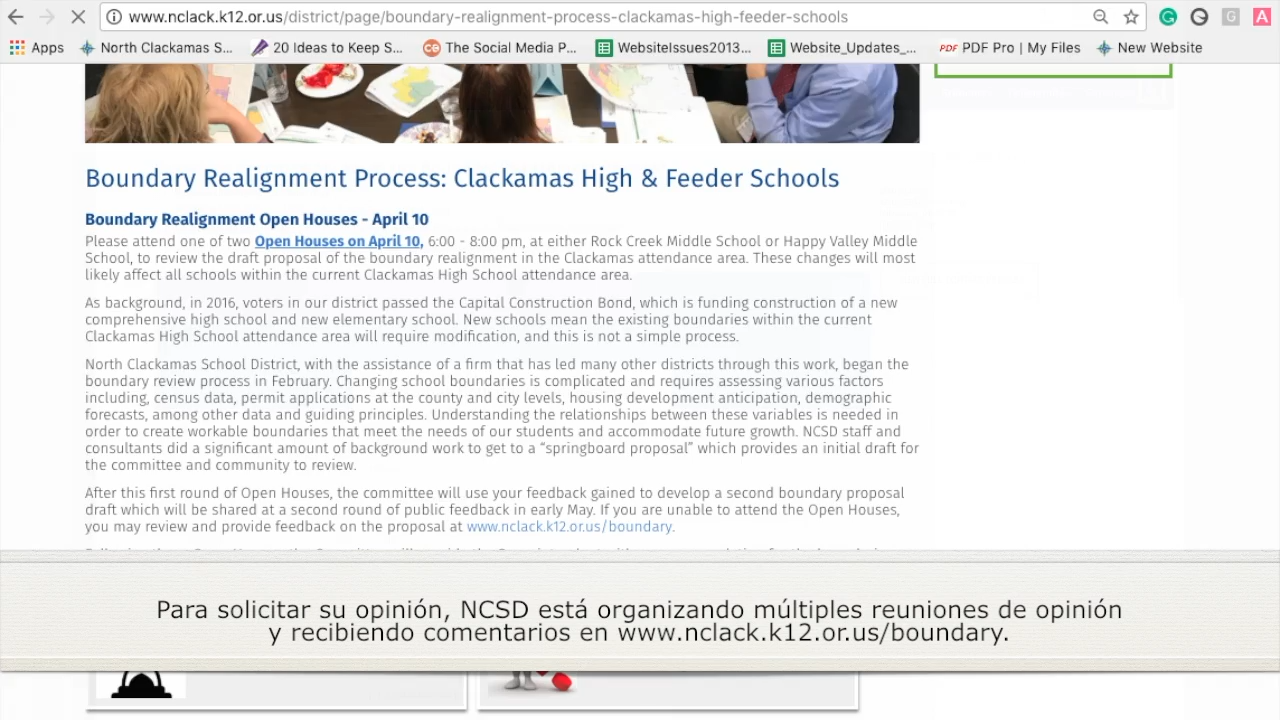 www.nclack.k12.or.us/district/page/boundary-realignment-process-clackamas-high-feeder-schools
Apps North Clackamas S... 20 Ideas to Keep S... The Social Media P... WebsiteIssues2013... Website_Updates_... PDF PDF Pro | My Files New Website
Boundary Realignment Process: Clackamas High & Feeder Schools
Boundary Realignment Open Houses - April 10
Please attend one of two Open Houses on April 10, 6:00 - 8:00 pm, at either Rock Creek Middle School or Happy Valley Middle
School, to review the draft proposal of the boundary realignment in the Clackamas attendance area. These changes will most
likely affect all schools within the current Clackamas High School attendance area.
As background, in 2016, voters in our district passed the Capital Construction Bond, which is funding construction of a new
comprehensive high school and new elementary school. New schools mean the existing boundaries within the current
Clackamas High School attendance area will require modification, and this is not a simple process.
North Clackamas School District, with the assistance of a firm that has led many other districts through this work, began the
boundary review process in February. Changing school boundaries is complicated and requires assessing various factors
including, census data, permit applications at the county and city levels, housing development anticipation, demographic
forecasts, among other data and guiding principles. Understanding the relationships between these variables is needed in
order to create workable boundaries that meet the needs of our students and accommodate future growth. NCSD staff and
consultants did a significant amount of background work to get to a “springboard proposal” which provides an initial draft for
the committee and community to review.
After this first round of Open Houses, the committee will use your feedback gained to develop a second boundary proposal
draft which will be shared at a second round of public feedback in early May. If you are unable to attend the Open Houses,
you may review and provide feedback on the proposal at www.nclack.k12.or.us/boundary.
Para solicitar su opinión, NCSD está organizando múltiples reuniones de opinión
y recibiendo comentarios en www.nclack.k12.or.us/boundary.